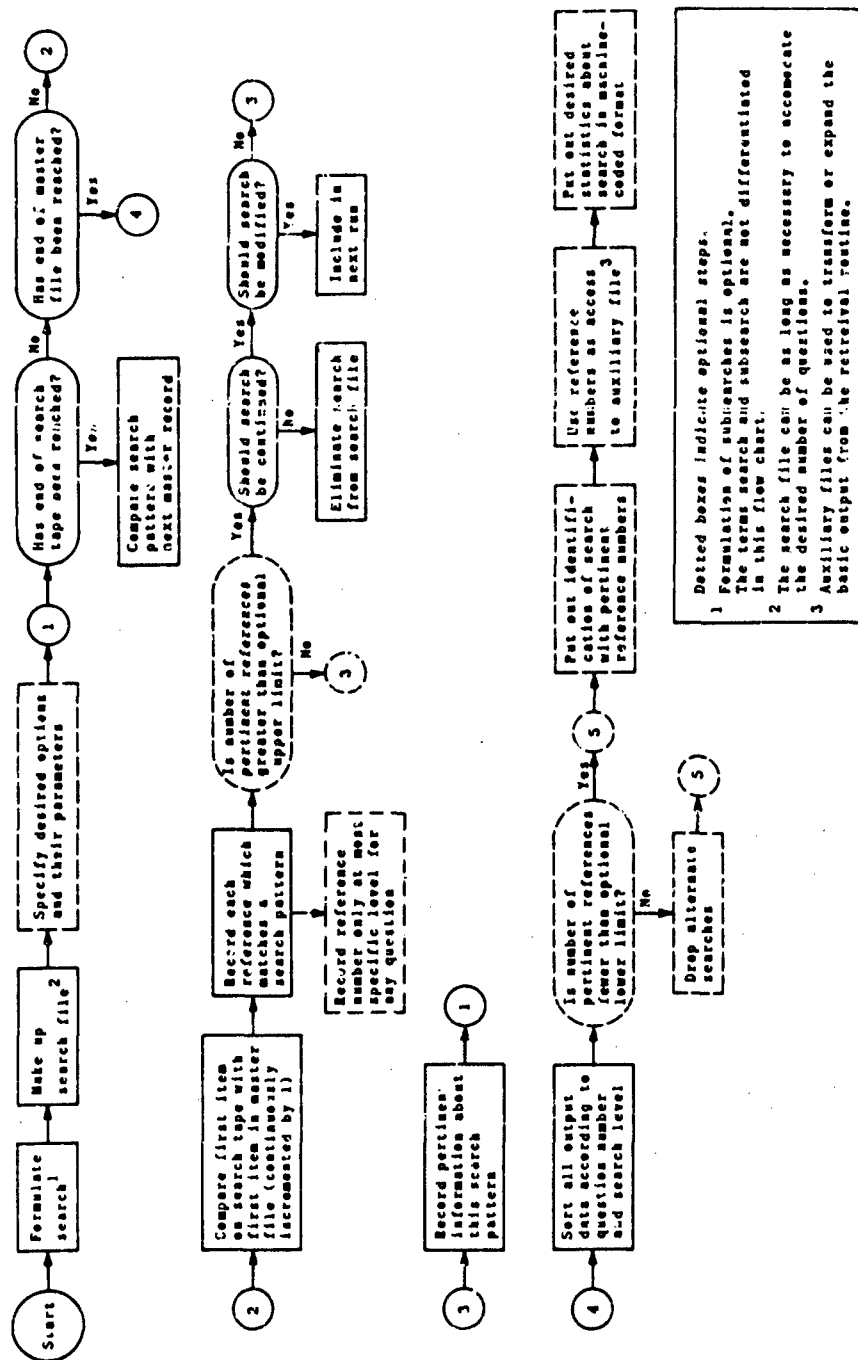 Start
Formulate
search1
Make up
search file2
Specify desired options
and their parameters
1
Has end of search
tape been reached?
Yes
Compare search
pattern with
next master record
No
Has end of master
file been reached?
Yes
4
No
2
2
Compare first item
on search tape with
first item in master
file (continuously
incremented by 1)
Record each
reference which
matches a
search pattern
Record reference
number only at most
specific level for
any question
Is number of
pertinent references
greater than optional
upper limit?
No
3
Yes
Should search
be continued?
No
Eliminate search
from search file
Yes
Should search
be modified?
Yes
Include in
next run
No
3
3
Record pertinent
information about
this search
pattern
1
4
Sort all output
data according to
question number
and search level
Is number of
pertinent references
fewer than optional
lower limit?
No
Drop alternate
searches
5
Yes
5
Put out identifi-
cation of search
with pertinent
reference numbers
Use reference
numbers as access
to auxiliary file3
Put out desired
statistics about
search in machine-
coded format
Dotted boxes indicate optional steps.
1 Formulation of subsearches is optional.
The terms search and subsearch are not differentiated
in this flow chart.
2 The search file can be as long as necessary to accomodate
the desired number of questions.
3 Auxiliary files can be used to transform or expand the
basic output from the retreival routine.